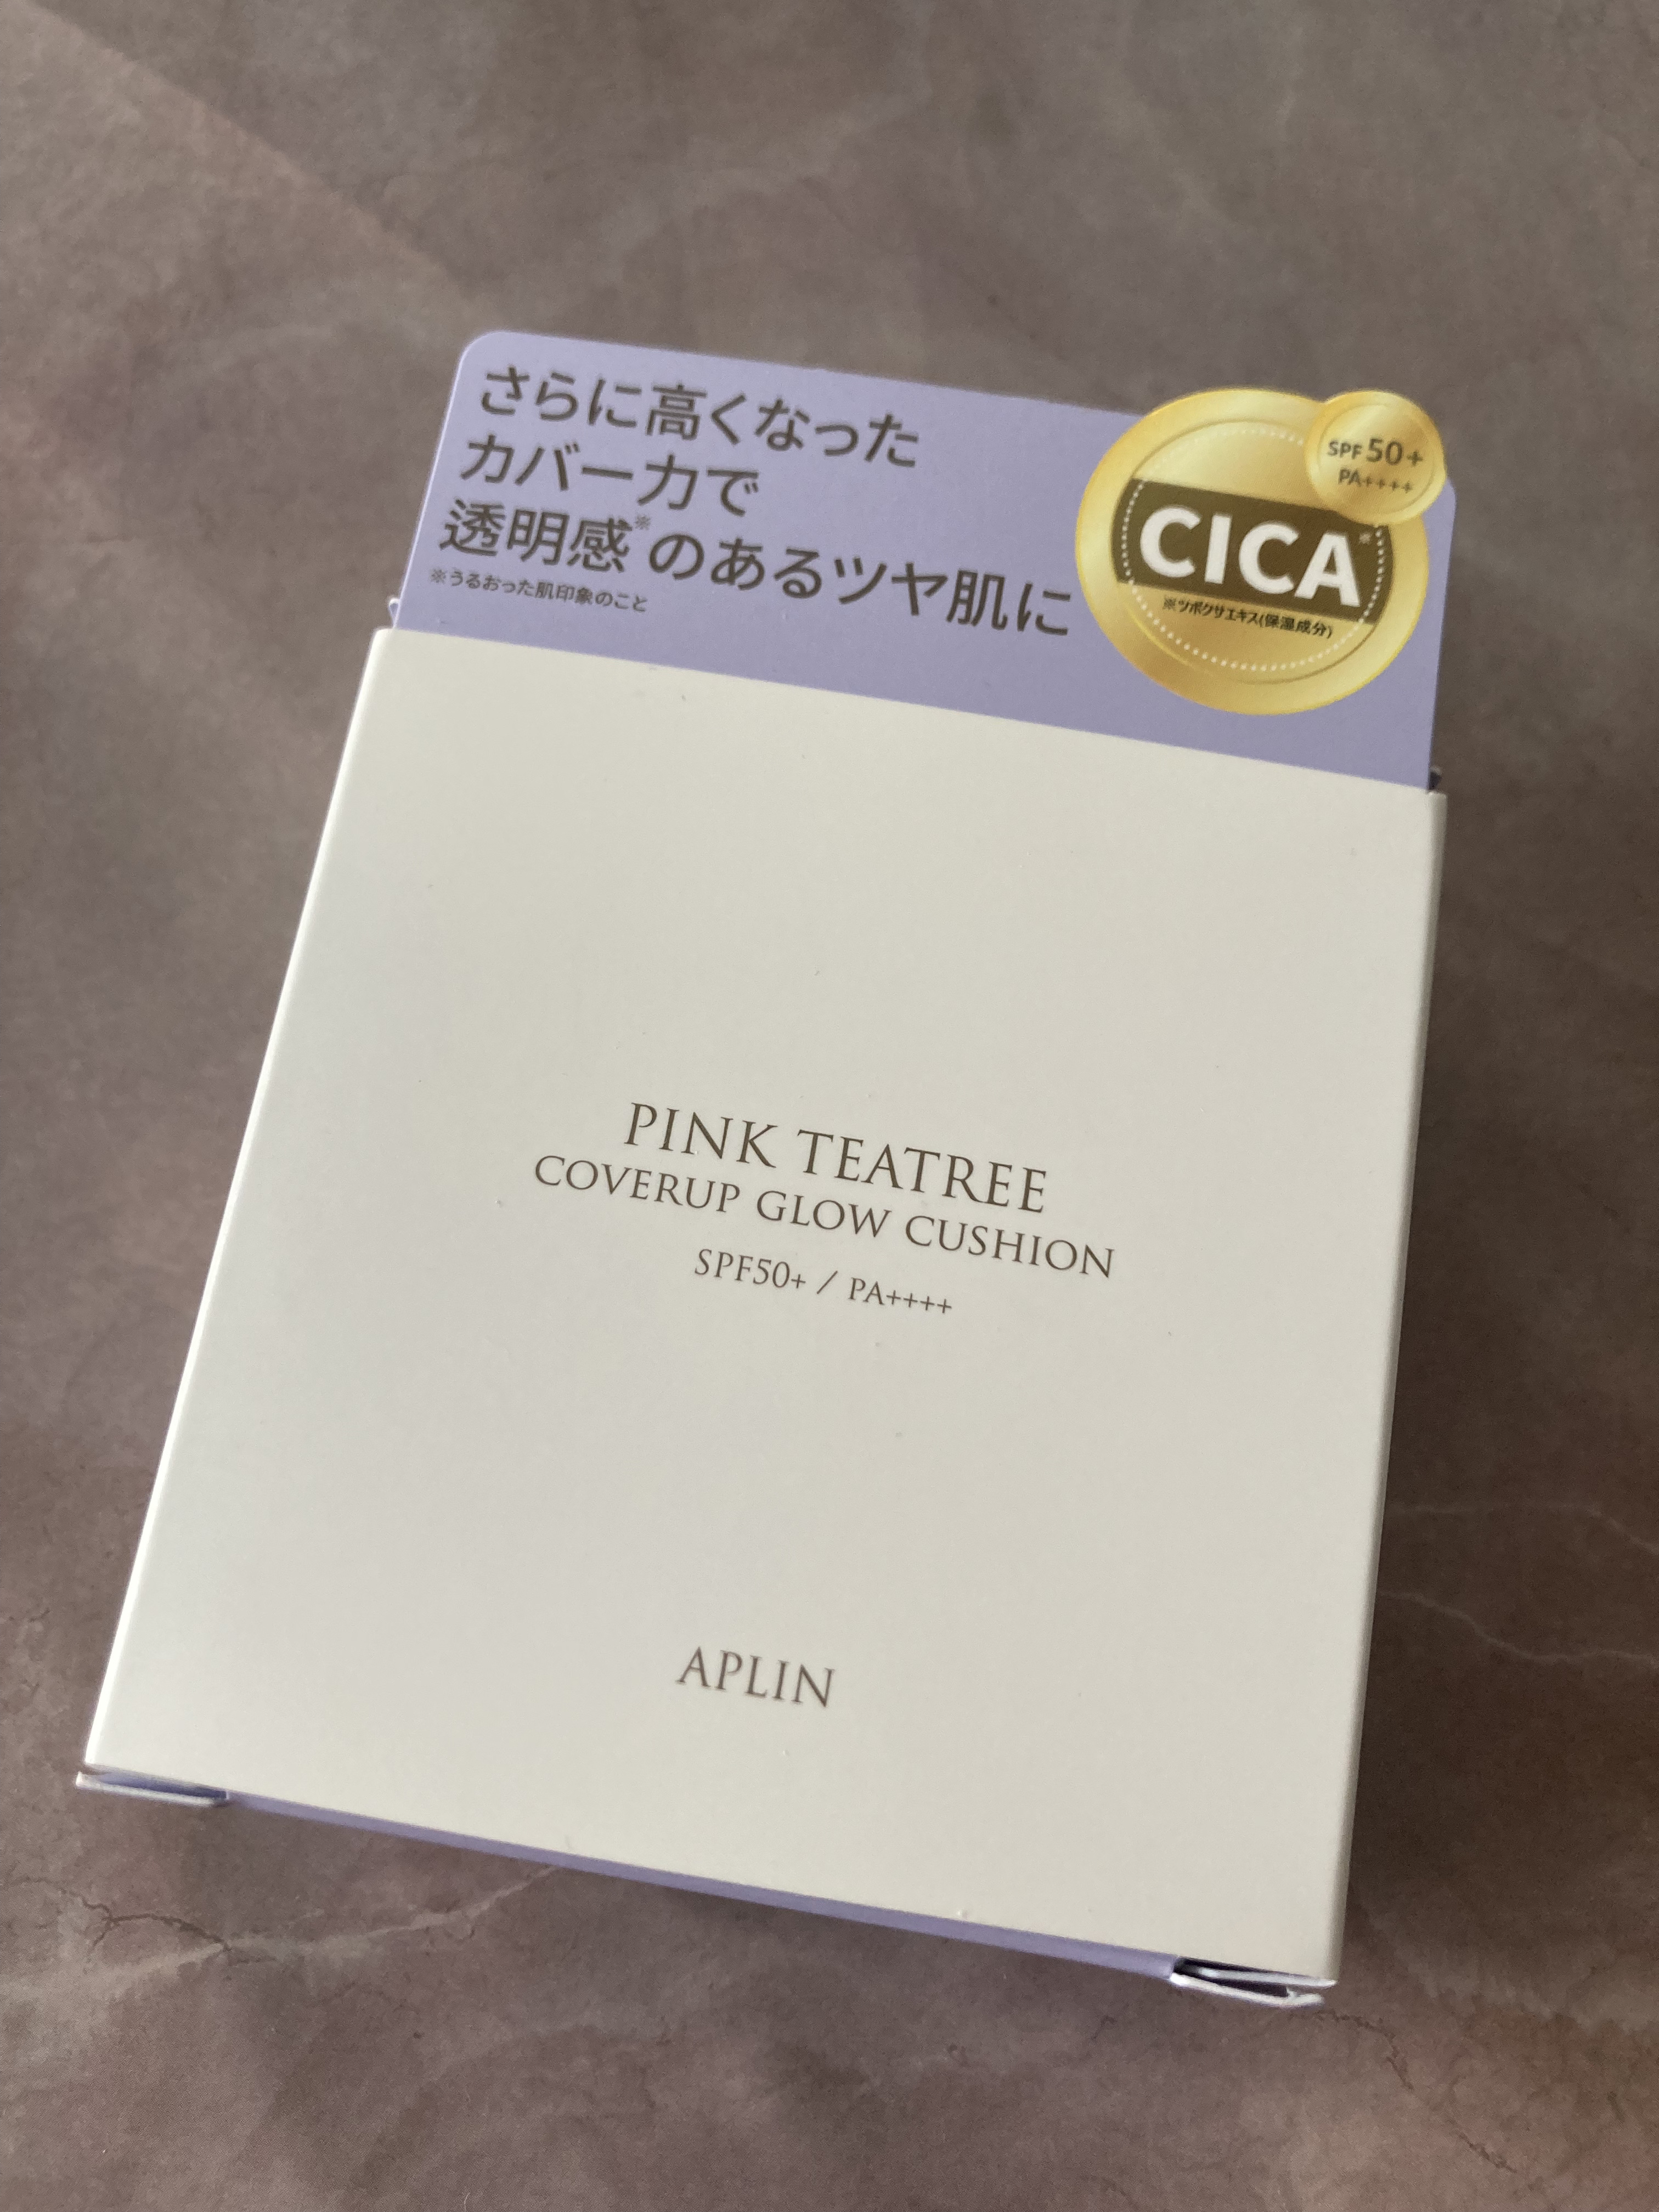 さらに高くなった
カバー力で
透明感※のあるツヤ肌に
※うるおった肌印象のこと
SPF 50+
PA++++
CICA※
※ツボクサエキス(保湿成分)
PINK TEATREE
COVERUP GLOW CUSHION
SPF50+ / PA++++
APLIN